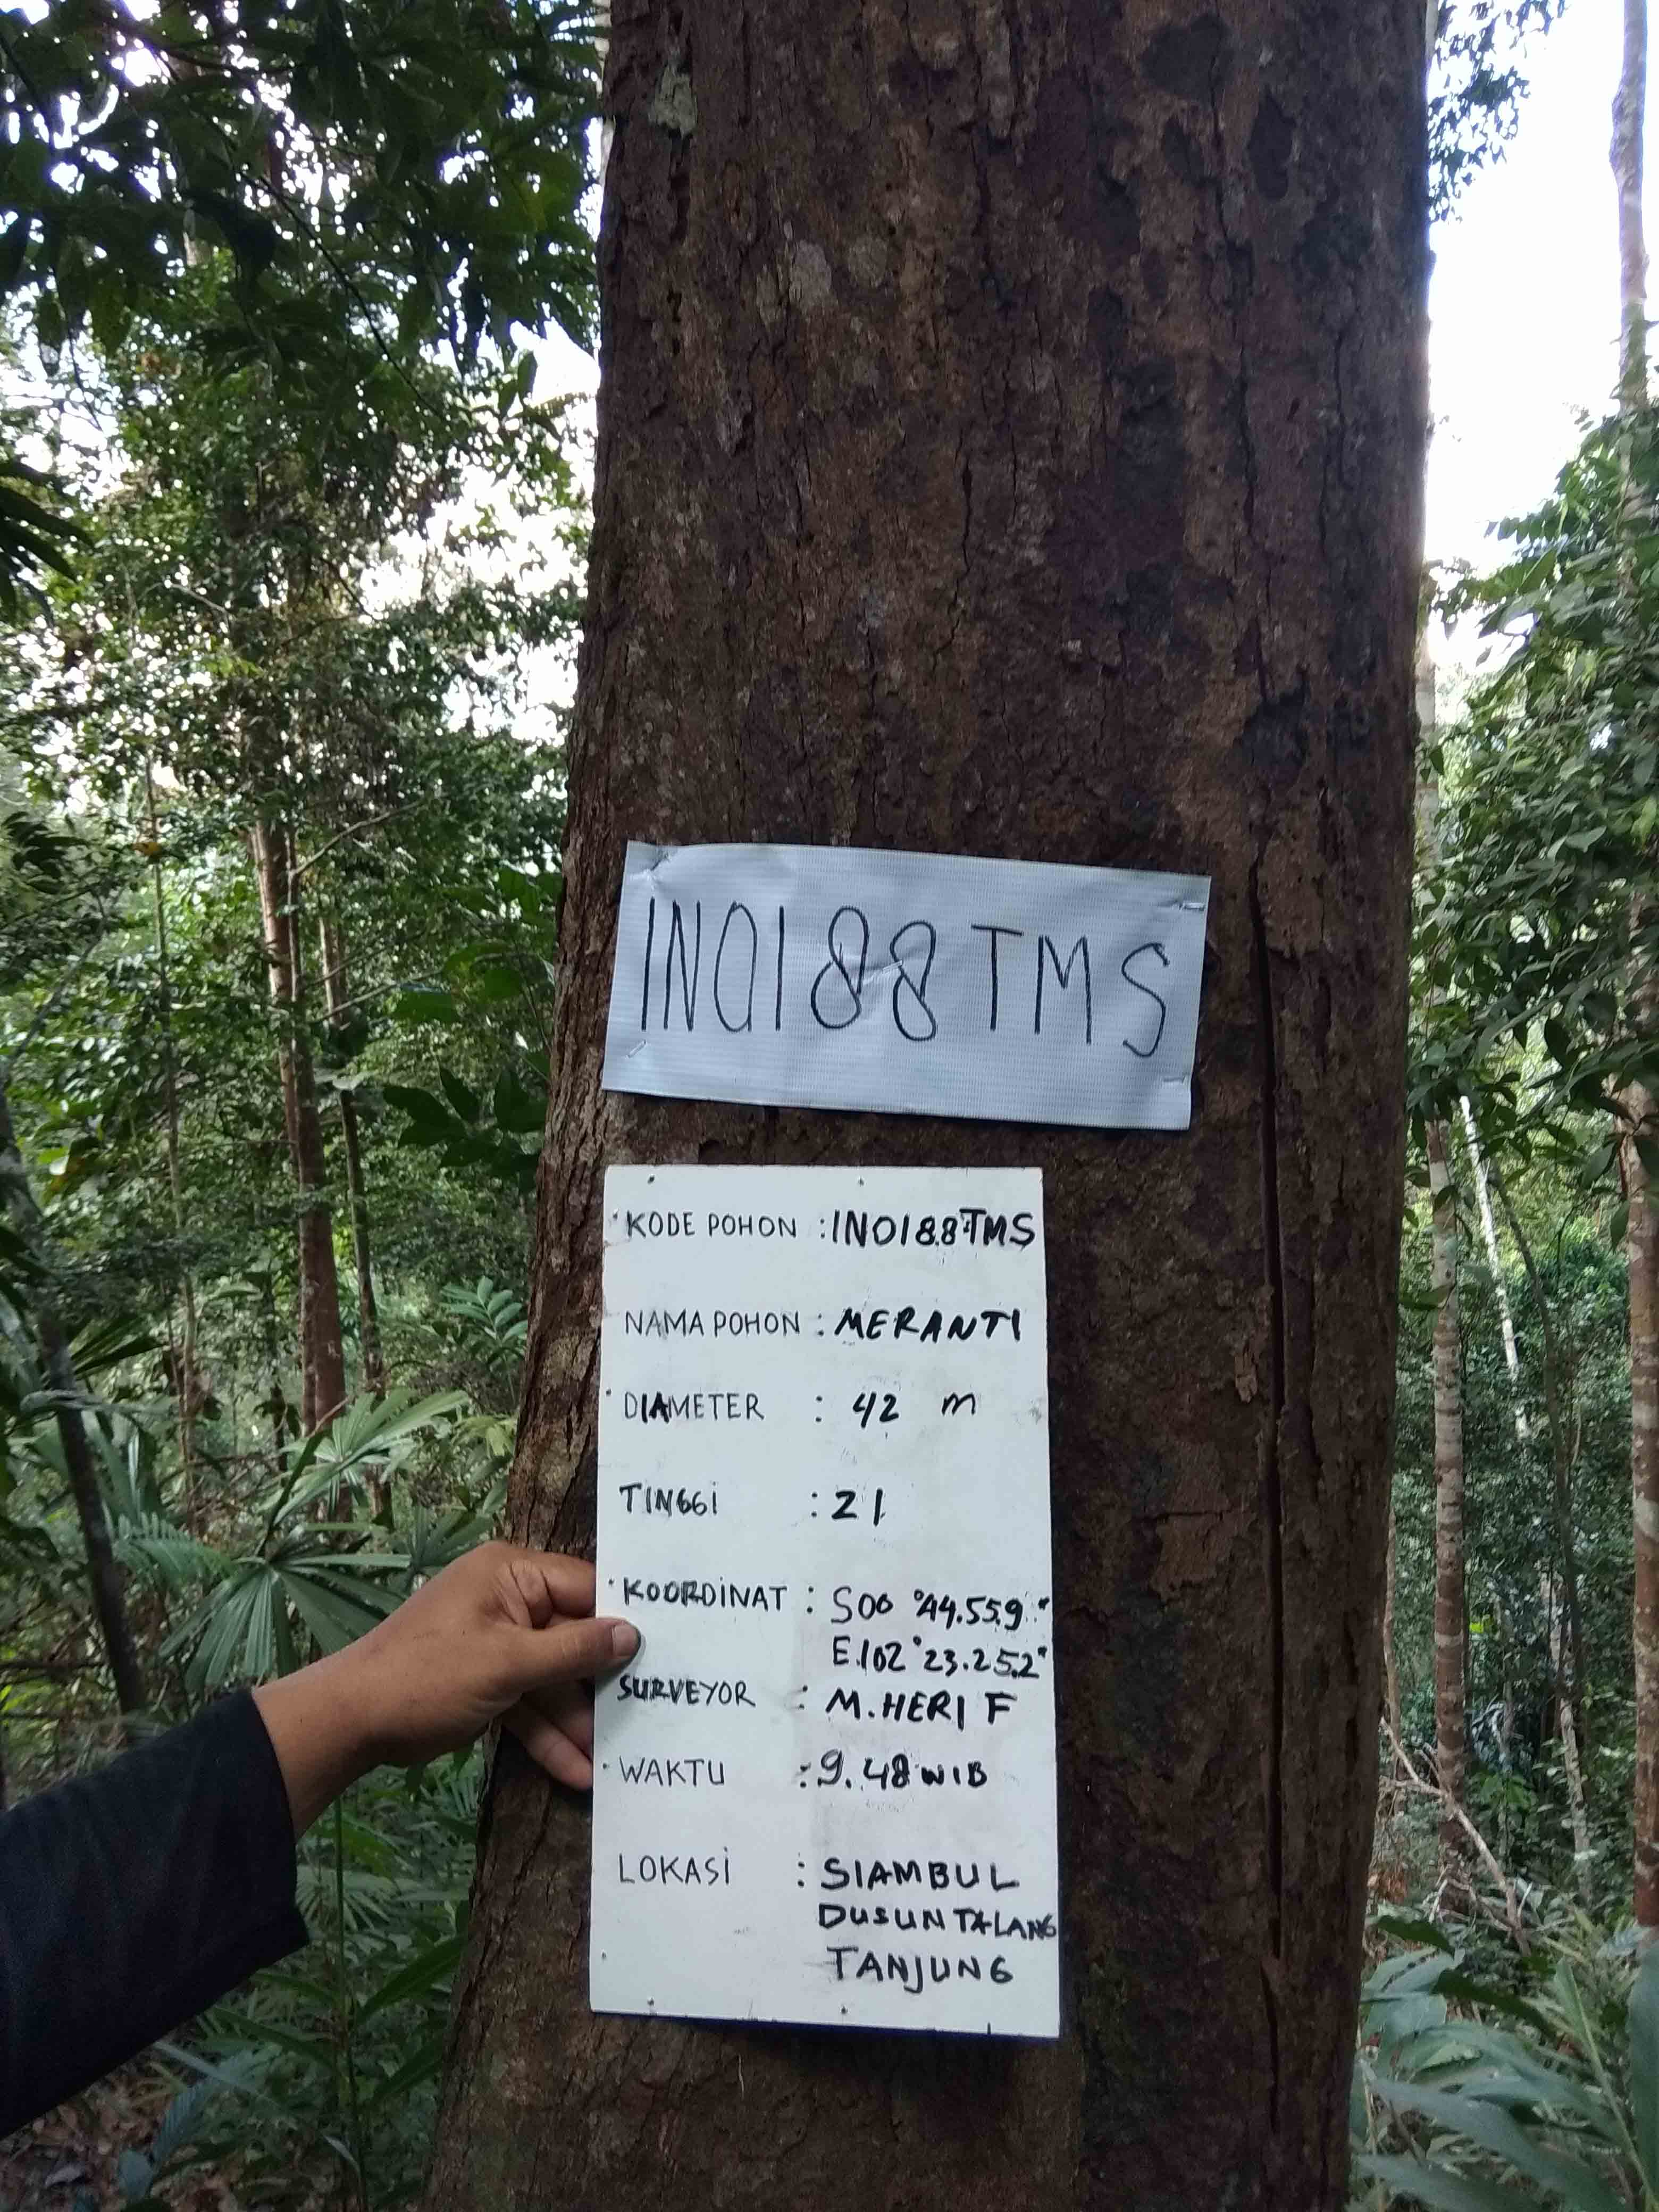 IN0188TMS
KODE POHON : IN0188TMS
NAMA POHON : MERANTI
DIAMETER : 42 m
TINGGI : 21
KOORDINAT : S00 °44.55.9"
E.102°23.25.2"
SURVEYOR : M.HERI F
WAKTU : 9.48 WIB
LOKASI : SIAMBUL
DUSUN TALANG
TANJUNG